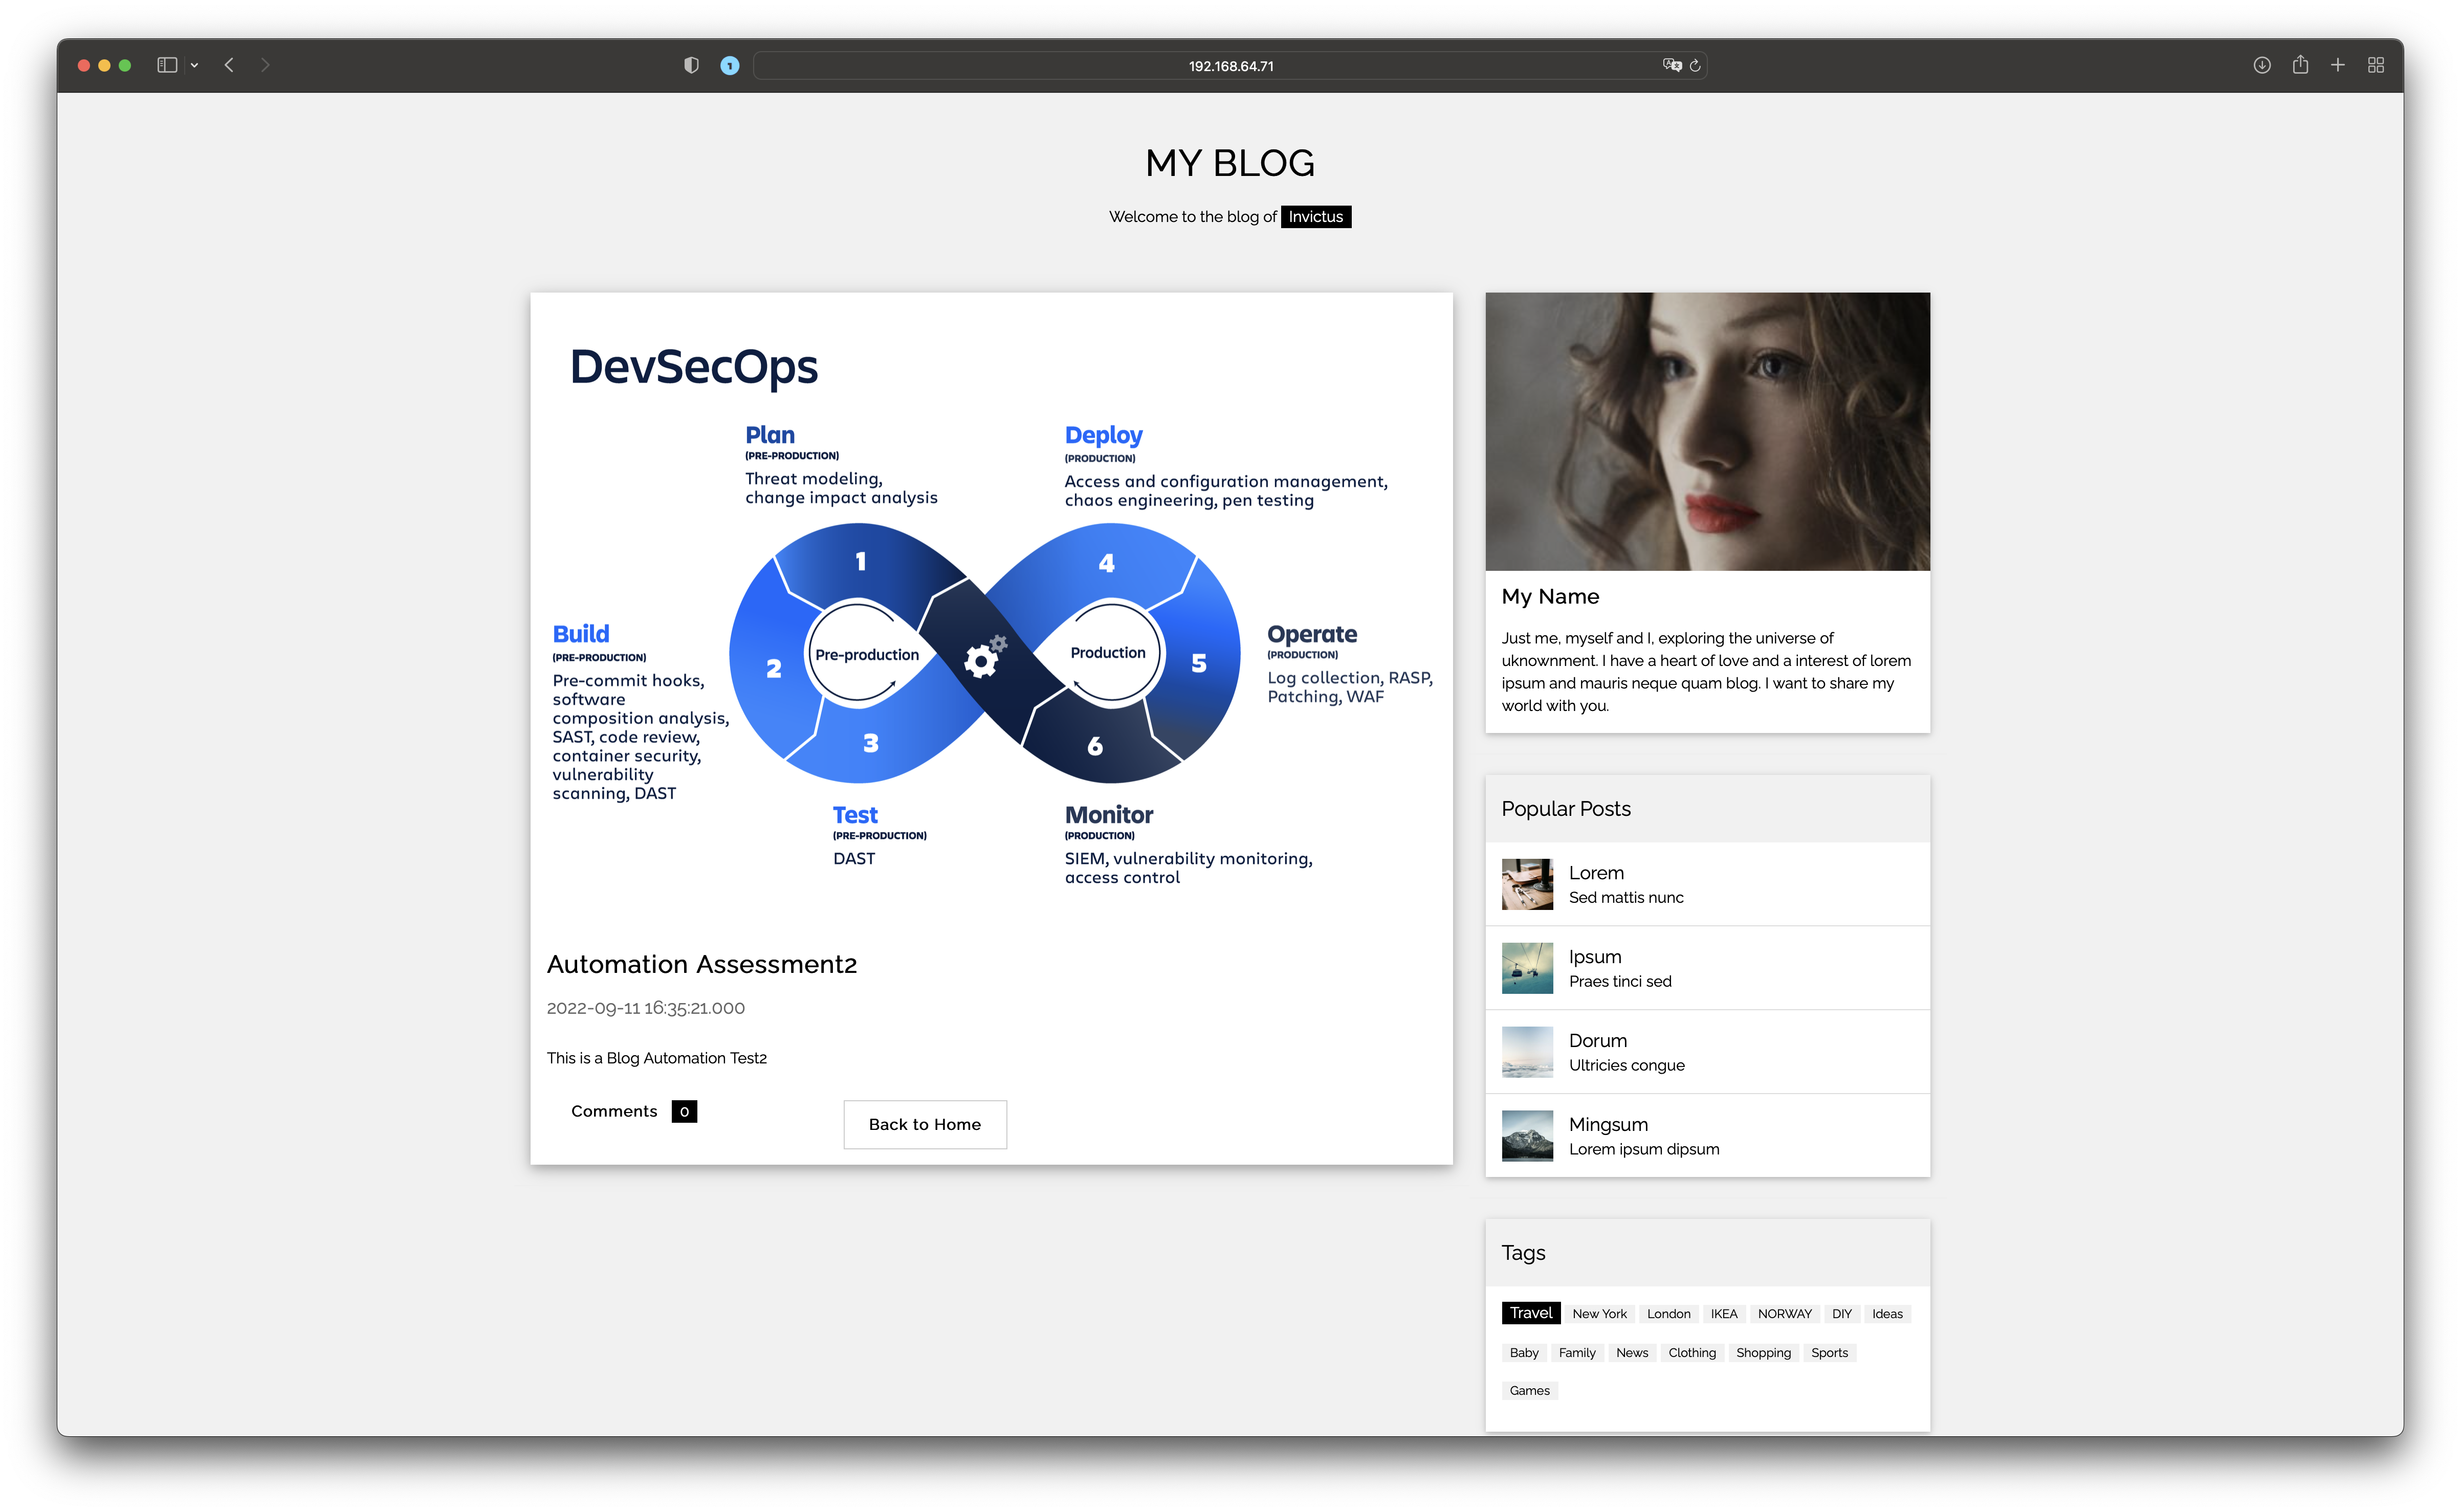 1
192.168.64.71
MY BLOG
Welcome to the blog of Invictus
DevSecOps
Plan
(PRE-PRODUCTION)
Threat modeling,
change impact analysis
Deploy
(PRODUCTION)
Access and configuration management,
chaos engineering, pen testing
1
4
Build
(PRE-PRODUCTION)
Pre-commit hooks,
software
composition analysis,
SAST, code review,
container security,
vulnerability
scanning, DAST
2
Pre-production
Production
5
Operate
(PRODUCTION)
Log collection, RASP,
Patching, WAF
3
6
Test
(PRE-PRODUCTION)
DAST
Monitor
(PRODUCTION)
SIEM, vulnerability monitoring,
access control
Automation Assessment2
2022-09-11 16:35:21.000
This is a Blog Automation Test2
Comments 0
Back to Home
My Name
Just me, myself and I, exploring the universe of
uknownment. I have a heart of love and a interest of lorem
ipsum and mauris neque quam blog. I want to share my
world with you.
Popular Posts
Lorem
Sed mattis nunc
Ipsum
Praes tinci sed
Dorum
Ultricies congue
Mingsum
Lorem ipsum dipsum
Tags
Travel New York London IKEA NORWAY DIY Ideas
Baby Family News Clothing Shopping Sports
Games